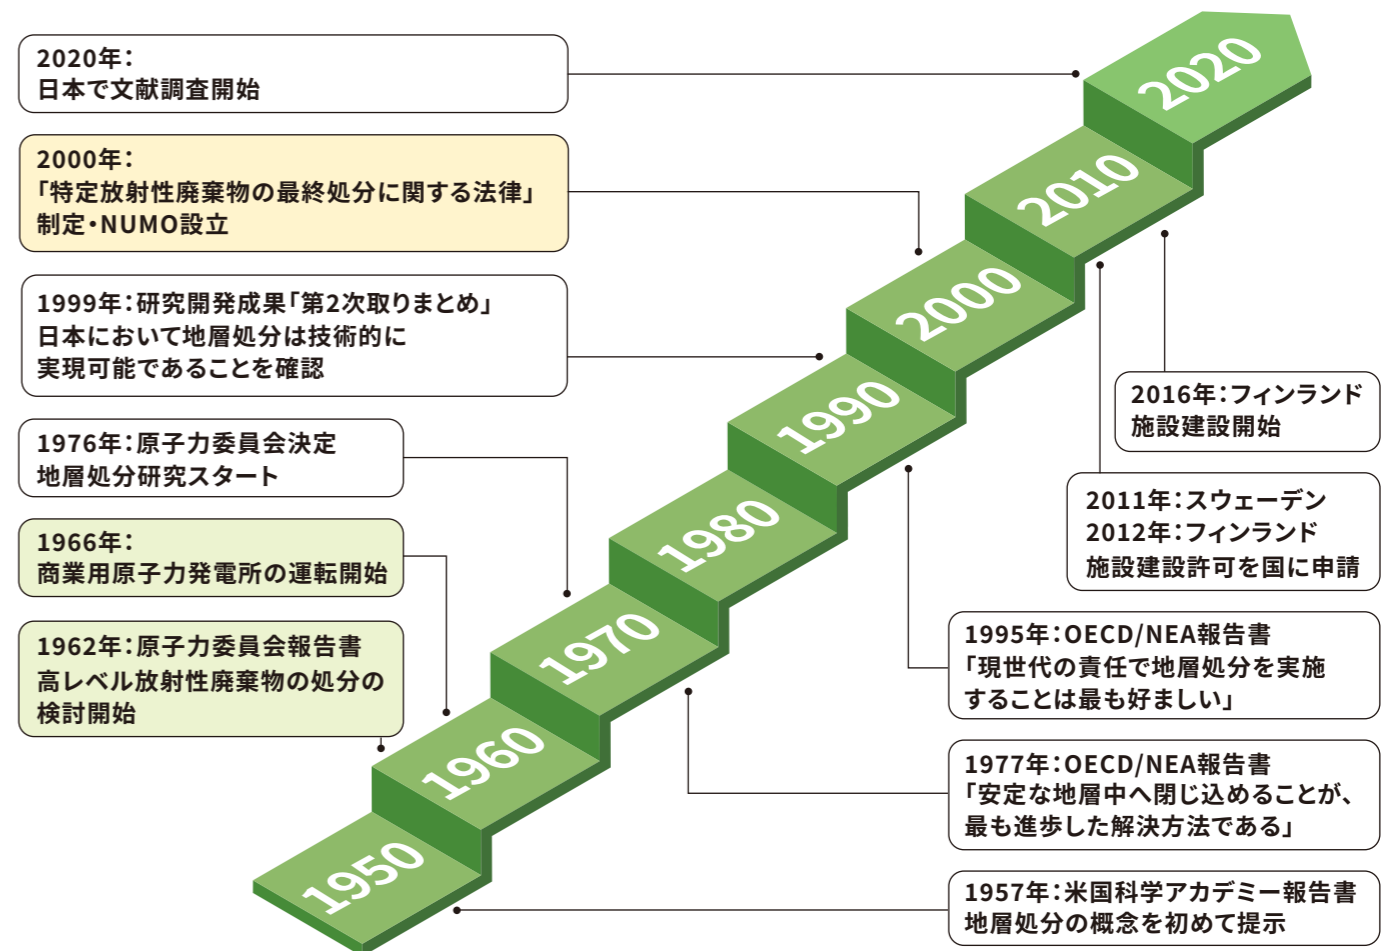 2020年：
日本で文献調査開始
2000年：
「特定放射性廃棄物の最終処分に関する法律」
制定・NUMO設立
1999年：研究開発成果「第2次取りまとめ」
日本において地層処分は技術的に
実現可能であることを確認
1976年：原子力委員会決定
地層処分研究スタート
1966年：
商業用原子力発電所の運転開始
1962年：原子力委員会報告書
高レベル放射性廃棄物の処分の
検討開始
2020
2010
2000
1990
1980
1970
1960
1950
2016年：フィンランド
施設建設開始
2011年：スウェーデン
2012年：フィンランド
施設建設許可を国に申請
1995年：OECD/NEA報告書
「現世代の責任で地層処分を実施
することは最も好ましい」
1977年：OECD/NEA報告書
「安定な地層中へ閉じ込めることが、
最も進歩した解決方法である」
1957年：米国科学アカデミー報告書
地層処分の概念を初めて提示